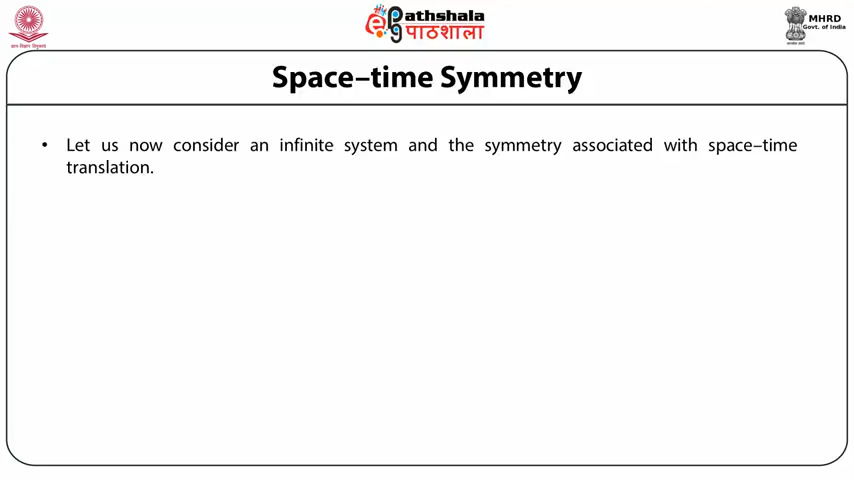 ePathshala
पाठशाला
MHRD
Govt. of India
Space–time Symmetry
• Let us now consider an infinite system and the symmetry associated with space–time
translation.